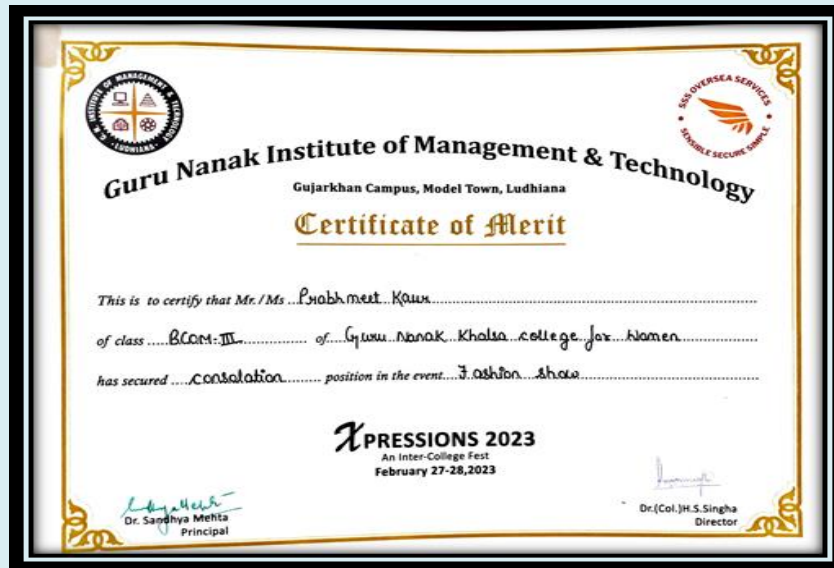 G.N. INSTITUTE OF MANAGEMENT & TECHNOLOGY
·LUDHIANA·
SSS OVERSEA SERVICES
SENSIBLE SECURE SIMPLE
Guru Nanak Institute of Management & Technology
Gujarkhan Campus, Model Town, Ludhiana
Certificate of Merit
This is to certify that Mr./Ms Prabhmeet Kaur
of class BCOM-III of Guru Nanak Khalsa college for Women
has secured consolation position in the event Fashion show
XPRESSIONS 2023
An Inter-College Fest
February 27-28,2023
Dr. Sandhya Mehta
Principal
Dr.(Col.)H.S.Singha
Director